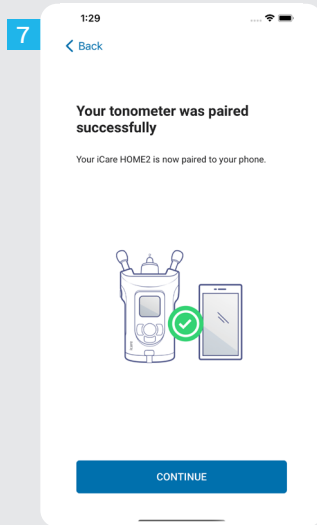 7
1:29
Back
Your tonometer was paired
successfully
Your iCare HOME2 is now paired to your phone.
CONTINUE